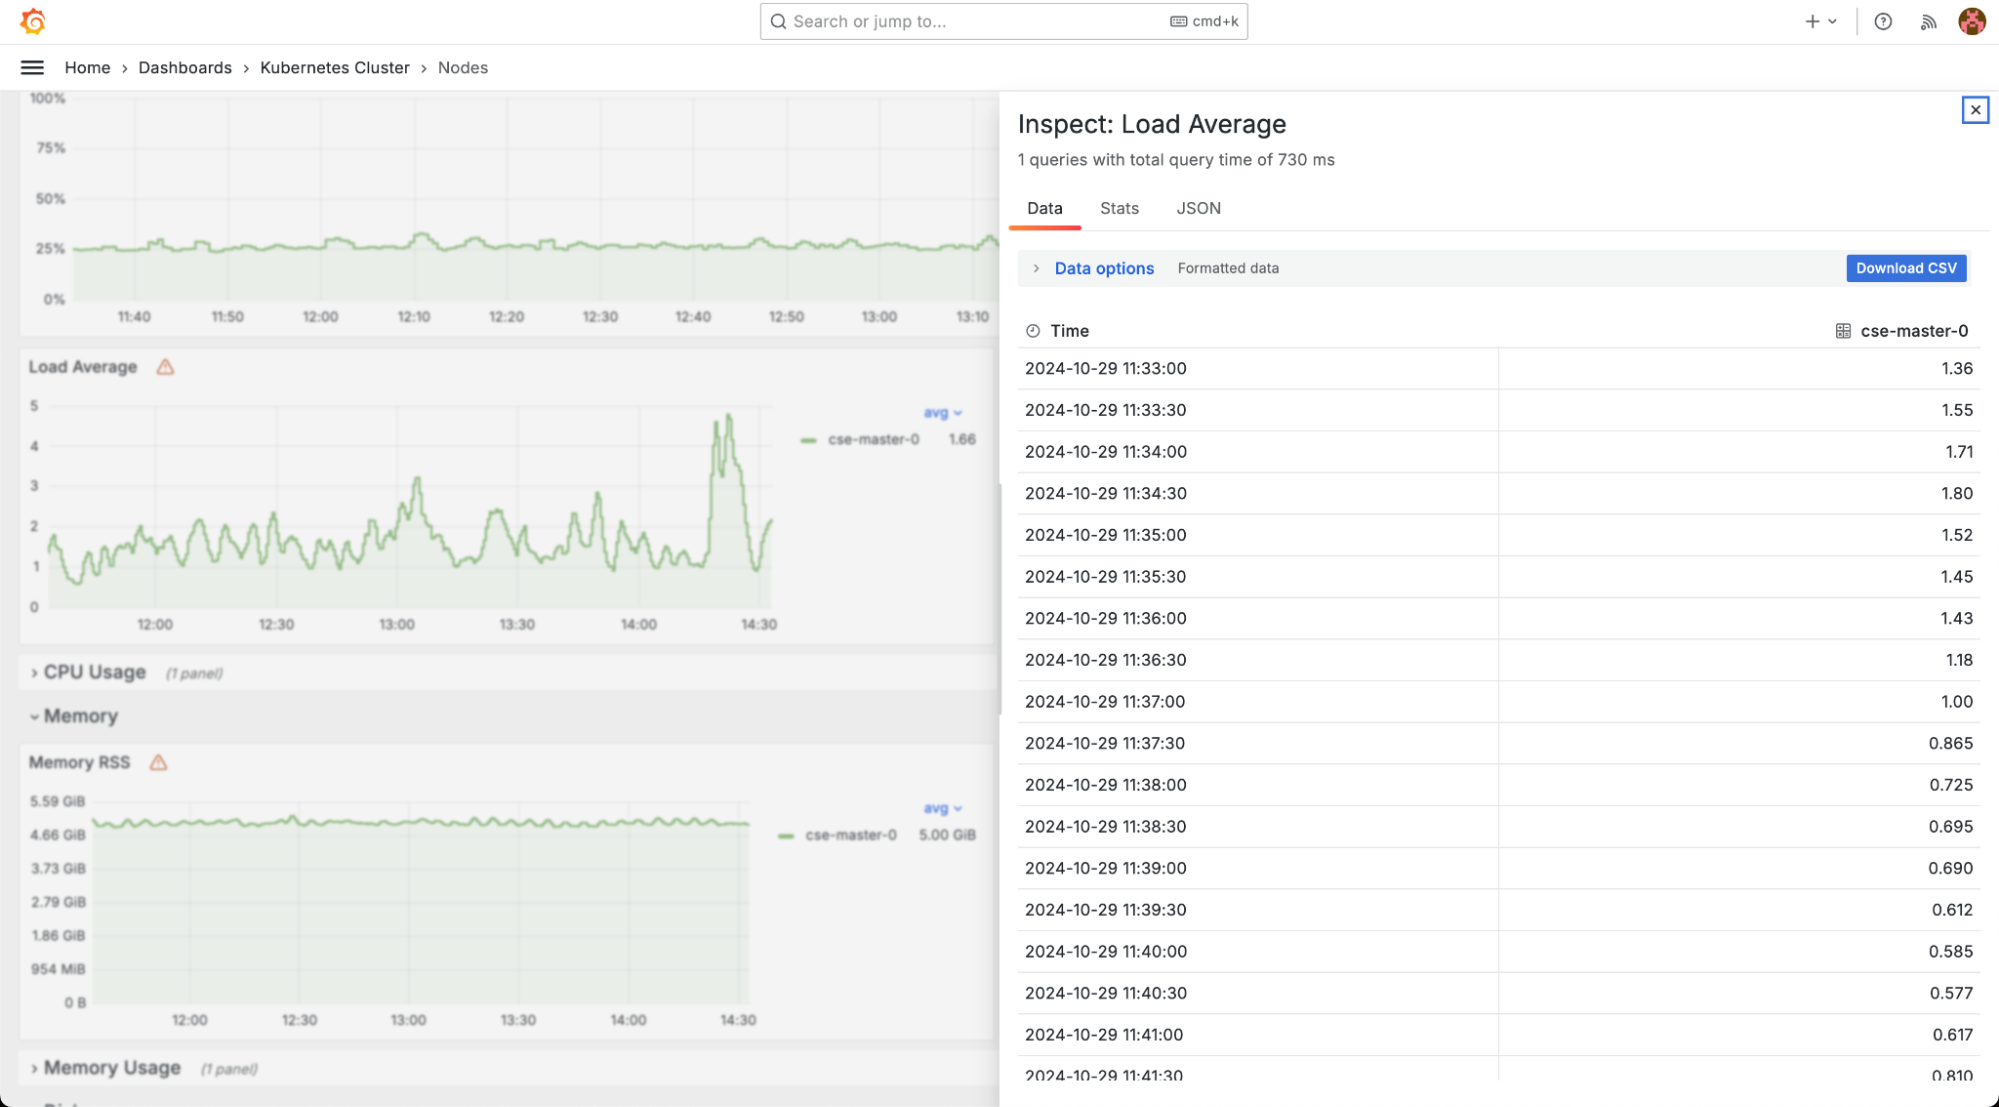 Search or jump to...
cmd+k
Home › Dashboards › Kubernetes Cluster › Nodes
100%
75%
50%
25%
0%
11:40 11:50 12:00 12:10 12:20 12:30 12:40 12:50 13:00 13:10
Load Average
5
4
3
2
1
0
12:00 12:30 13:00 13:30 14:00 14:30
avg
cse-master-0 1.66
CPU Usage (1 panel)
Memory
Memory RSS
5.59 GiB
4.66 GiB
3.73 GiB
2.79 GiB
1.86 GiB
954 MiB
0 B
12:00 12:30 13:00 13:30 14:00 14:30
avg
cse-master-0 5.00 GiB
Memory Usage (1 panel)
Inspect: Load Average
1 queries with total query time of 730 ms
Data Stats JSON
Data options Formatted data
Download CSV
Time cse-master-0
2024-10-29 11:33:00 1.36
2024-10-29 11:33:30 1.55
2024-10-29 11:34:00 1.71
2024-10-29 11:34:30 1.80
2024-10-29 11:35:00 1.52
2024-10-29 11:35:30 1.45
2024-10-29 11:36:00 1.43
2024-10-29 11:36:30 1.18
2024-10-29 11:37:00 1.00
2024-10-29 11:37:30 0.865
2024-10-29 11:38:00 0.725
2024-10-29 11:38:30 0.695
2024-10-29 11:39:00 0.690
2024-10-29 11:39:30 0.612
2024-10-29 11:40:00 0.585
2024-10-29 11:40:30 0.577
2024-10-29 11:41:00 0.617
2024-10-29 11:41:30 0.810